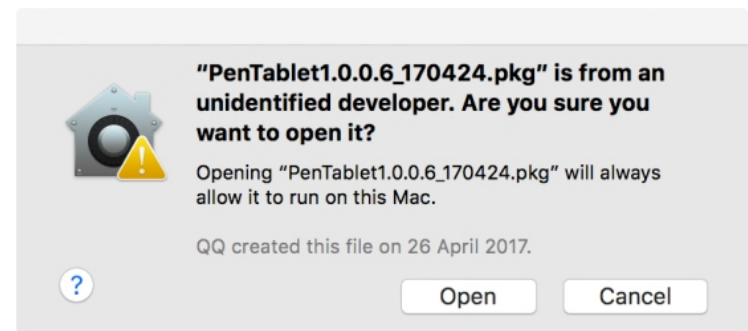 “PenTablet1.0.0.6_170424.pkg” is from an
unidentified developer. Are you sure you
want to open it?
Opening “PenTablet1.0.0.6_170424.pkg” will always
allow it to run on this Mac.
QQ created this file on 26 April 2017.
?
Open
Cancel